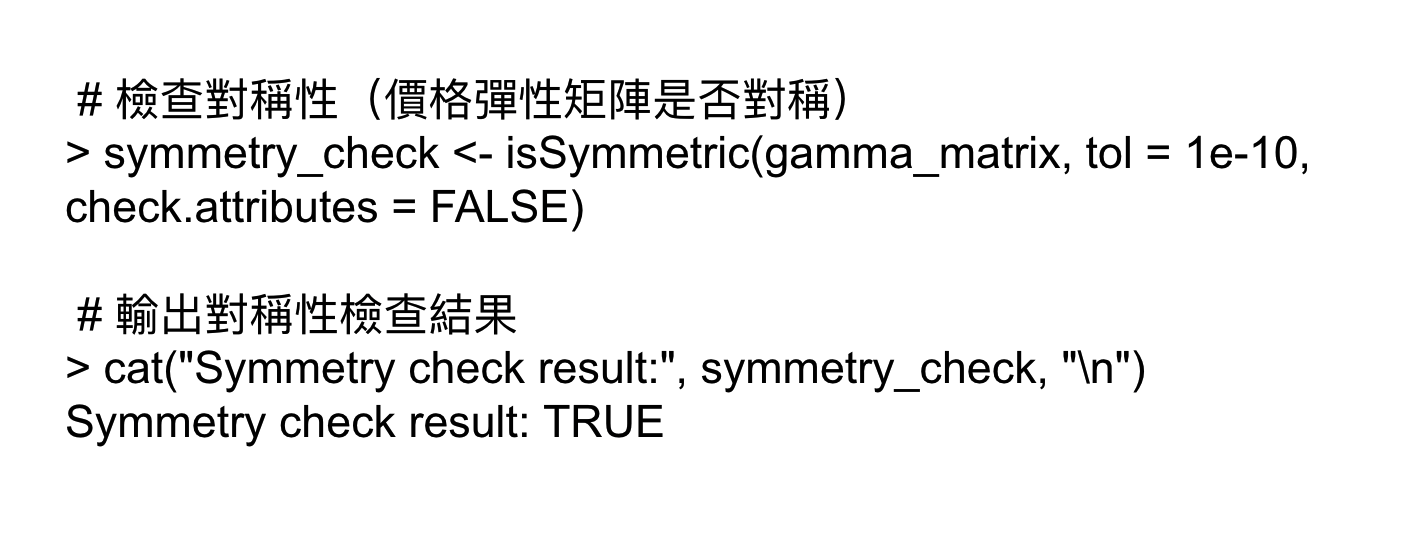 # 檢查對稱性（價格彈性矩陣是否對稱）
> symmetry_check <- isSymmetric(gamma_matrix, tol = 1e-10,
check.attributes = FALSE)
# 輸出對稱性檢查結果
> cat("Symmetry check result:", symmetry_check, "\n")
Symmetry check result: TRUE